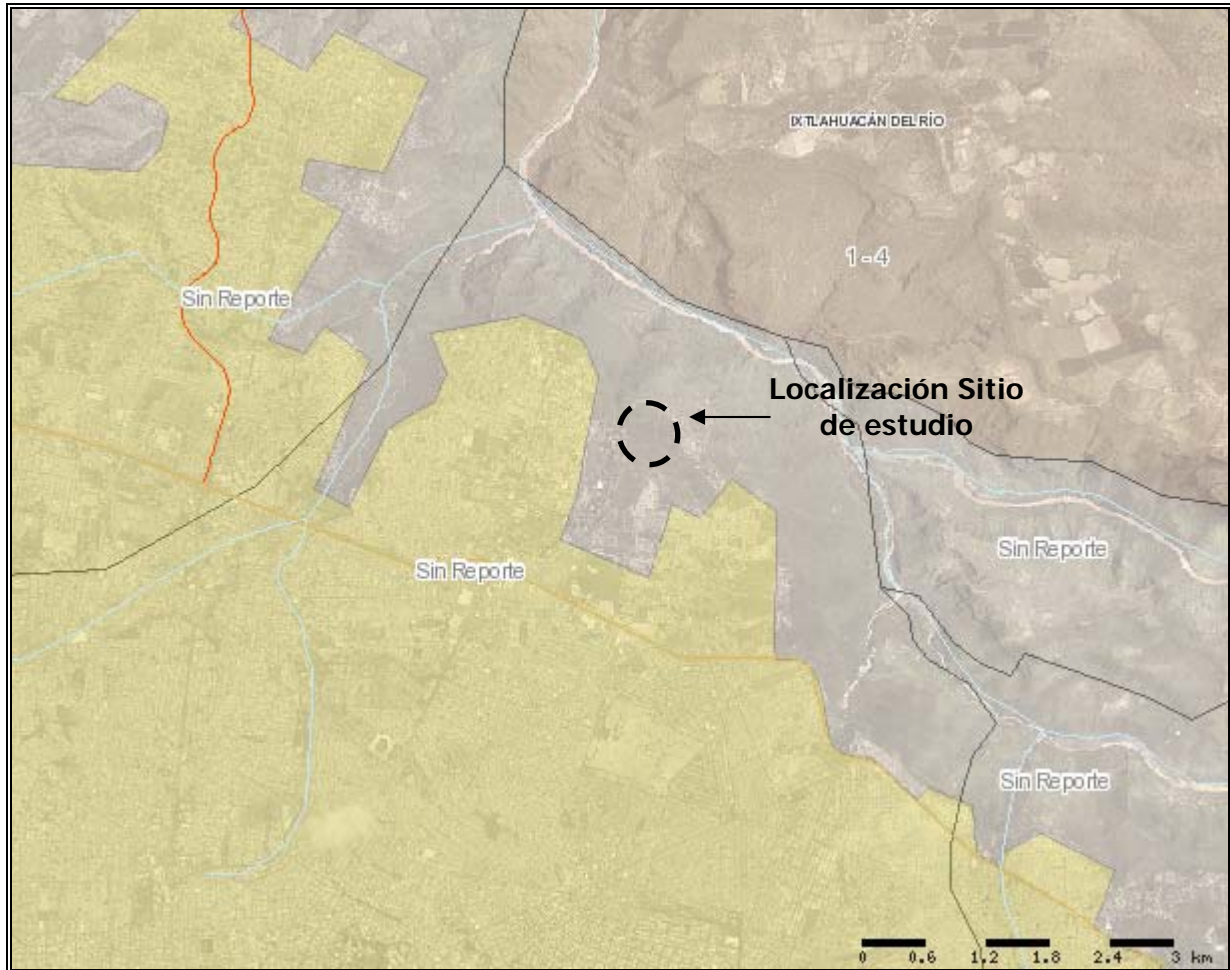 IXTLAHUACÁN DEL RÍO
1 - 4
Sin Reporte
Localización Sitio
de estudio
Sin Reporte
Sin Reporte
Sin Reporte
0 0.6 1.2 1.8 2.4 3 km